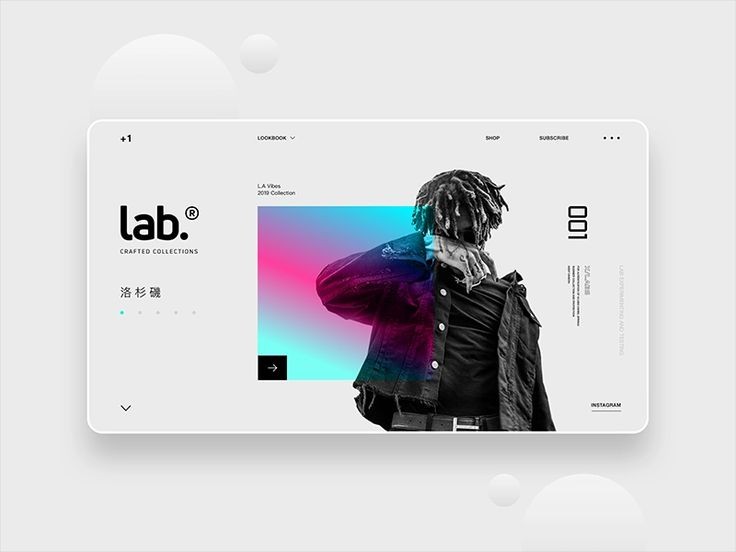 +1
LOOKBOOK
SHOP
SUBSCRIBE
L.A Vibes
2019 Collection
lab.®
CRAFTED COLLECTIONS
洛杉磯
001
LAB EXPERIMENTING AND TESTING
INSTAGRAM